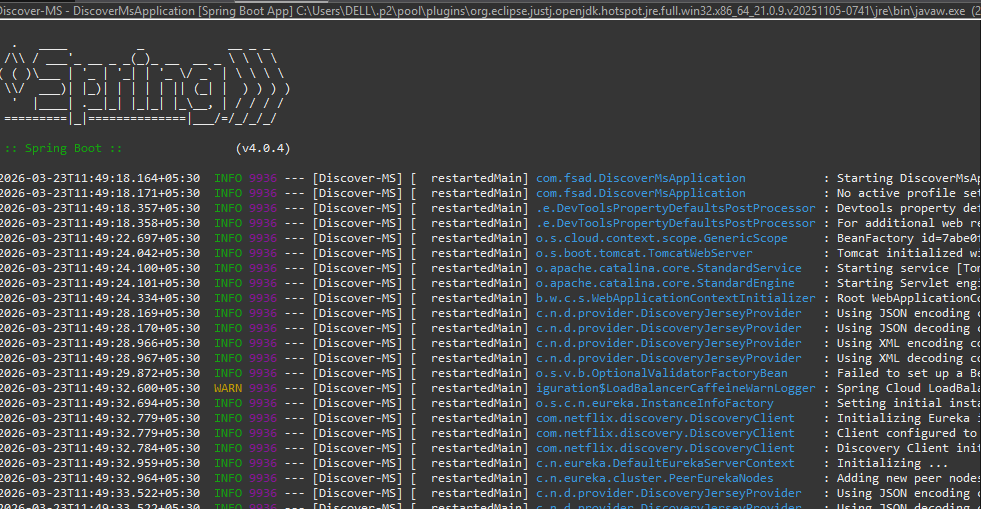 Discover-MS - DiscoverMsApplication [Spring Boot App] C:\Users\DELL\.p2\pool\plugins\org.eclipse.justj.openjdk.hotspot.jre.full.win32.x86_64_21.0.9.v20251105-0741\jre\bin\javaw.exe (2
:: Spring Boot :: (v4.0.4)
2026-03-23T11:49:18.164+05:30 INFO 9936 --- [Discover-MS] [ restartedMain] com.fsad.DiscoverMsApplication : Starting DiscoverMsA
2026-03-23T11:49:18.171+05:30 INFO 9936 --- [Discover-MS] [ restartedMain] com.fsad.DiscoverMsApplication : No active profile set
2026-03-23T11:49:18.357+05:30 INFO 9936 --- [Discover-MS] [ restartedMain] .e.DevToolsPropertyDefaultsPostProcessor : Devtools property def
2026-03-23T11:49:18.358+05:30 INFO 9936 --- [Discover-MS] [ restartedMain] .e.DevToolsPropertyDefaultsPostProcessor : For additional web re
2026-03-23T11:49:22.697+05:30 INFO 9936 --- [Discover-MS] [ restartedMain] o.s.cloud.context.scope.GenericScope : BeanFactory id=7abe0f
2026-03-23T11:49:24.042+05:30 INFO 9936 --- [Discover-MS] [ restartedMain] o.s.boot.tomcat.TomcatWebServer : Tomcat initialized wi
2026-03-23T11:49:24.100+05:30 INFO 9936 --- [Discover-MS] [ restartedMain] o.apache.catalina.core.StandardService : Starting service [Tom
2026-03-23T11:49:24.101+05:30 INFO 9936 --- [Discover-MS] [ restartedMain] o.apache.catalina.core.StandardEngine : Starting Servlet engi
2026-03-23T11:49:24.334+05:30 INFO 9936 --- [Discover-MS] [ restartedMain] b.w.c.s.WebApplicationContextInitializer : Root WebApplicationCo
2026-03-23T11:49:28.169+05:30 INFO 9936 --- [Discover-MS] [ restartedMain] c.n.d.provider.DiscoveryJerseyProvider : Using JSON encoding c
2026-03-23T11:49:28.170+05:30 INFO 9936 --- [Discover-MS] [ restartedMain] c.n.d.provider.DiscoveryJerseyProvider : Using JSON decoding c
2026-03-23T11:49:28.966+05:30 INFO 9936 --- [Discover-MS] [ restartedMain] c.n.d.provider.DiscoveryJerseyProvider : Using XML encoding co
2026-03-23T11:49:28.967+05:30 INFO 9936 --- [Discover-MS] [ restartedMain] c.n.d.provider.DiscoveryJerseyProvider : Using XML decoding co
2026-03-23T11:49:29.872+05:30 INFO 9936 --- [Discover-MS] [ restartedMain] o.s.v.b.OptionalValidatorFactoryBean : Failed to set up a Be
2026-03-23T11:49:32.600+05:30 WARN 9936 --- [Discover-MS] [ restartedMain] iguration$LoadBalancerCaffeineWarnLogger : Spring Cloud LoadBala
2026-03-23T11:49:32.694+05:30 INFO 9936 --- [Discover-MS] [ restartedMain] o.s.c.n.eureka.InstanceInfoFactory : Setting initial insta
2026-03-23T11:49:32.779+05:30 INFO 9936 --- [Discover-MS] [ restartedMain] com.netflix.discovery.DiscoveryClient : Initializing Eureka i
2026-03-23T11:49:32.779+05:30 INFO 9936 --- [Discover-MS] [ restartedMain] com.netflix.discovery.DiscoveryClient : Client configured to
2026-03-23T11:49:32.784+05:30 INFO 9936 --- [Discover-MS] [ restartedMain] com.netflix.discovery.DiscoveryClient : Discovery Client init
2026-03-23T11:49:32.959+05:30 INFO 9936 --- [Discover-MS] [ restartedMain] c.n.eureka.DefaultEurekaServerContext : Initializing ...
2026-03-23T11:49:32.964+05:30 INFO 9936 --- [Discover-MS] [ restartedMain] c.n.eureka.cluster.PeerEurekaNodes : Adding new peer nodes
2026-03-23T11:49:33.522+05:30 INFO 9936 --- [Discover-MS] [ restartedMain] c.n.d.provider.DiscoveryJerseyProvider : Using JSON encoding c
2026-03-23T11:49:33.522+05:30 INFO 9936 --- [Discover-MS] [ restartedMain] c.n.d.provider.DiscoveryJerseyProvider : Using JSON decoding c